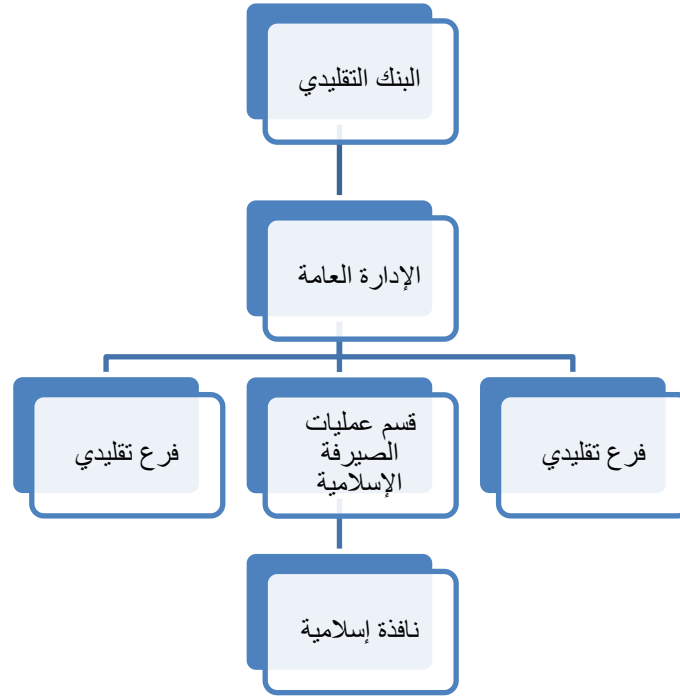 البنك التقليدي
الإدارة العامة
فرع تقليدي
قسم عمليات
الصيرفة
الإسلامية
فرع تقليدي
نافذة إسلامية